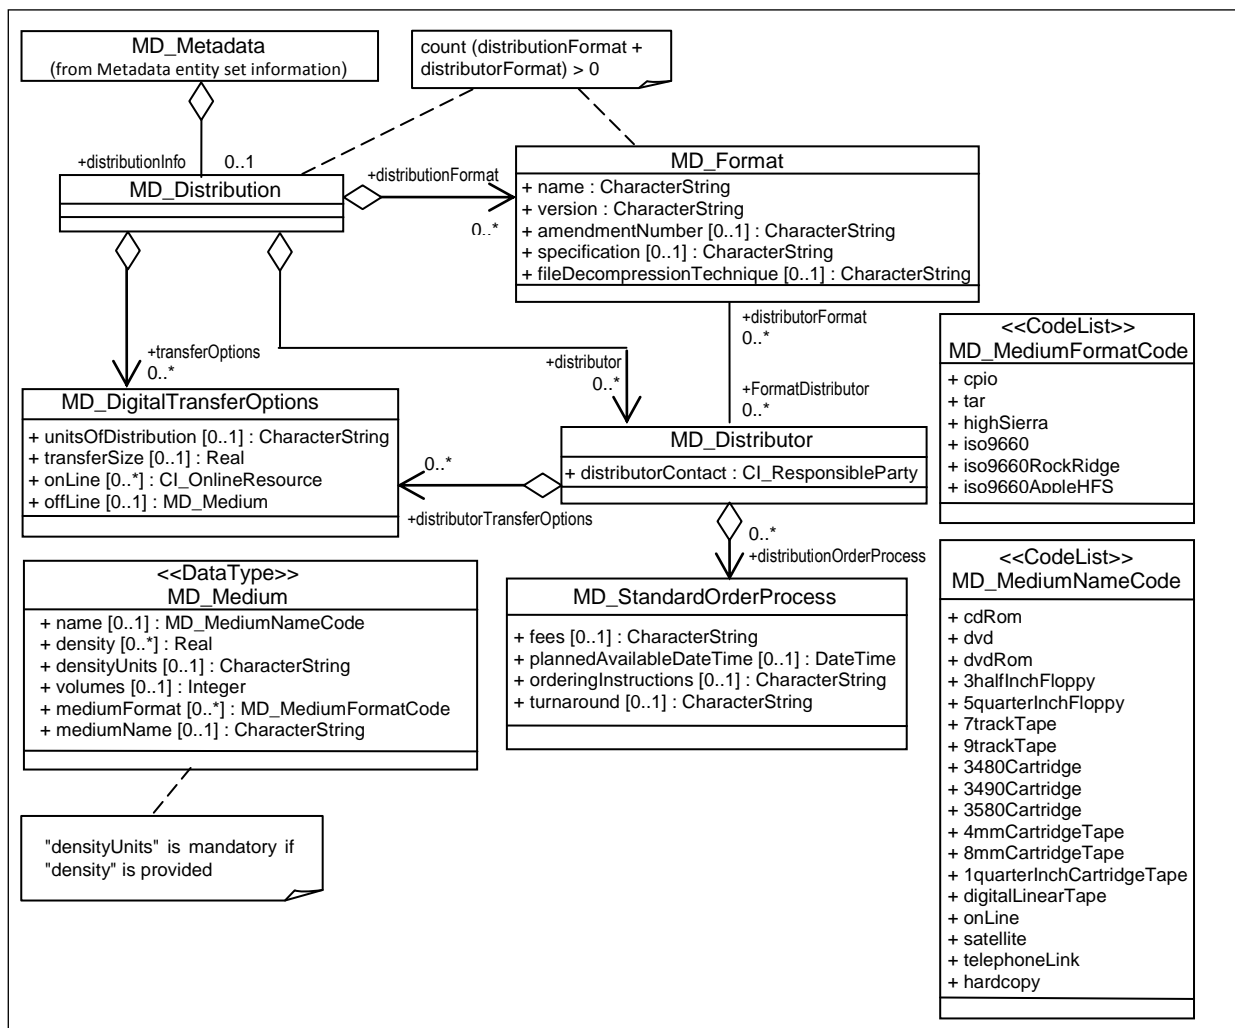 MD_Metadata
(from Metadata entity set information)
count (distributionFormat +
distributorFormat) > 0
+distributionInfo
0..1
MD_Distribution
+distributionFormat
0..*
MD_Format
+ name : CharacterString
+ version : CharacterString
+ amendmentNumber [0..1] : CharacterString
+ specification [0..1] : CharacterString
+ fileDecompressionTechnique [0..1] : CharacterString
+transferOptions
0..*
+distributor
0..*
+distributorFormat
0..*
+FormatDistributor
0..*
<<CodeList>>
MD_MediumFormatCode
+ cpio
+ tar
+ highSierra
+ iso9660
+ iso9660RockRidge
+ iso9660AppleHFS
MD_DigitalTransferOptions
+ unitsOfDistribution [0..1] : CharacterString
+ transferSize [0..1] : Real
+ onLine [0..*] : CI_OnlineResource
+ offLine [0..1] : MD_Medium
0..*
+distributorTransferOptions
MD_Distributor
+ distributorContact : CI_ResponsibleParty
0..*
+distributionOrderProcess
<<DataType>>
MD_Medium
+ name [0..1] : MD_MediumNameCode
+ density [0..*] : Real
+ densityUnits [0..1] : CharacterString
+ volumes [0..1] : Integer
+ mediumFormat [0..*] : MD_MediumFormatCode
+ mediumName [0..1] : CharacterString
MD_StandardOrderProcess
+ fees [0..1] : CharacterString
+ plannedAvailableDateTime [0..1] : DateTime
+ orderingInstructions [0..1] : CharacterString
+ turnaround [0..1] : CharacterString
<<CodeList>>
MD_MediumNameCode
+ cdRom
+ dvd
+ dvdRom
+ 3halfInchFloppy
+ 5quarterInchFloppy
+ 7trackTape
+ 9trackTape
+ 3480Cartridge
+ 3490Cartridge
+ 3580Cartridge
+ 4mmCartridgeTape
+ 8mmCartridgeTape
+ 1quarterInchCartridgeTape
+ digitalLinearTape
+ onLine
+ satellite
+ telephoneLink
+ hardcopy
"densityUnits" is mandatory if
"density" is provided